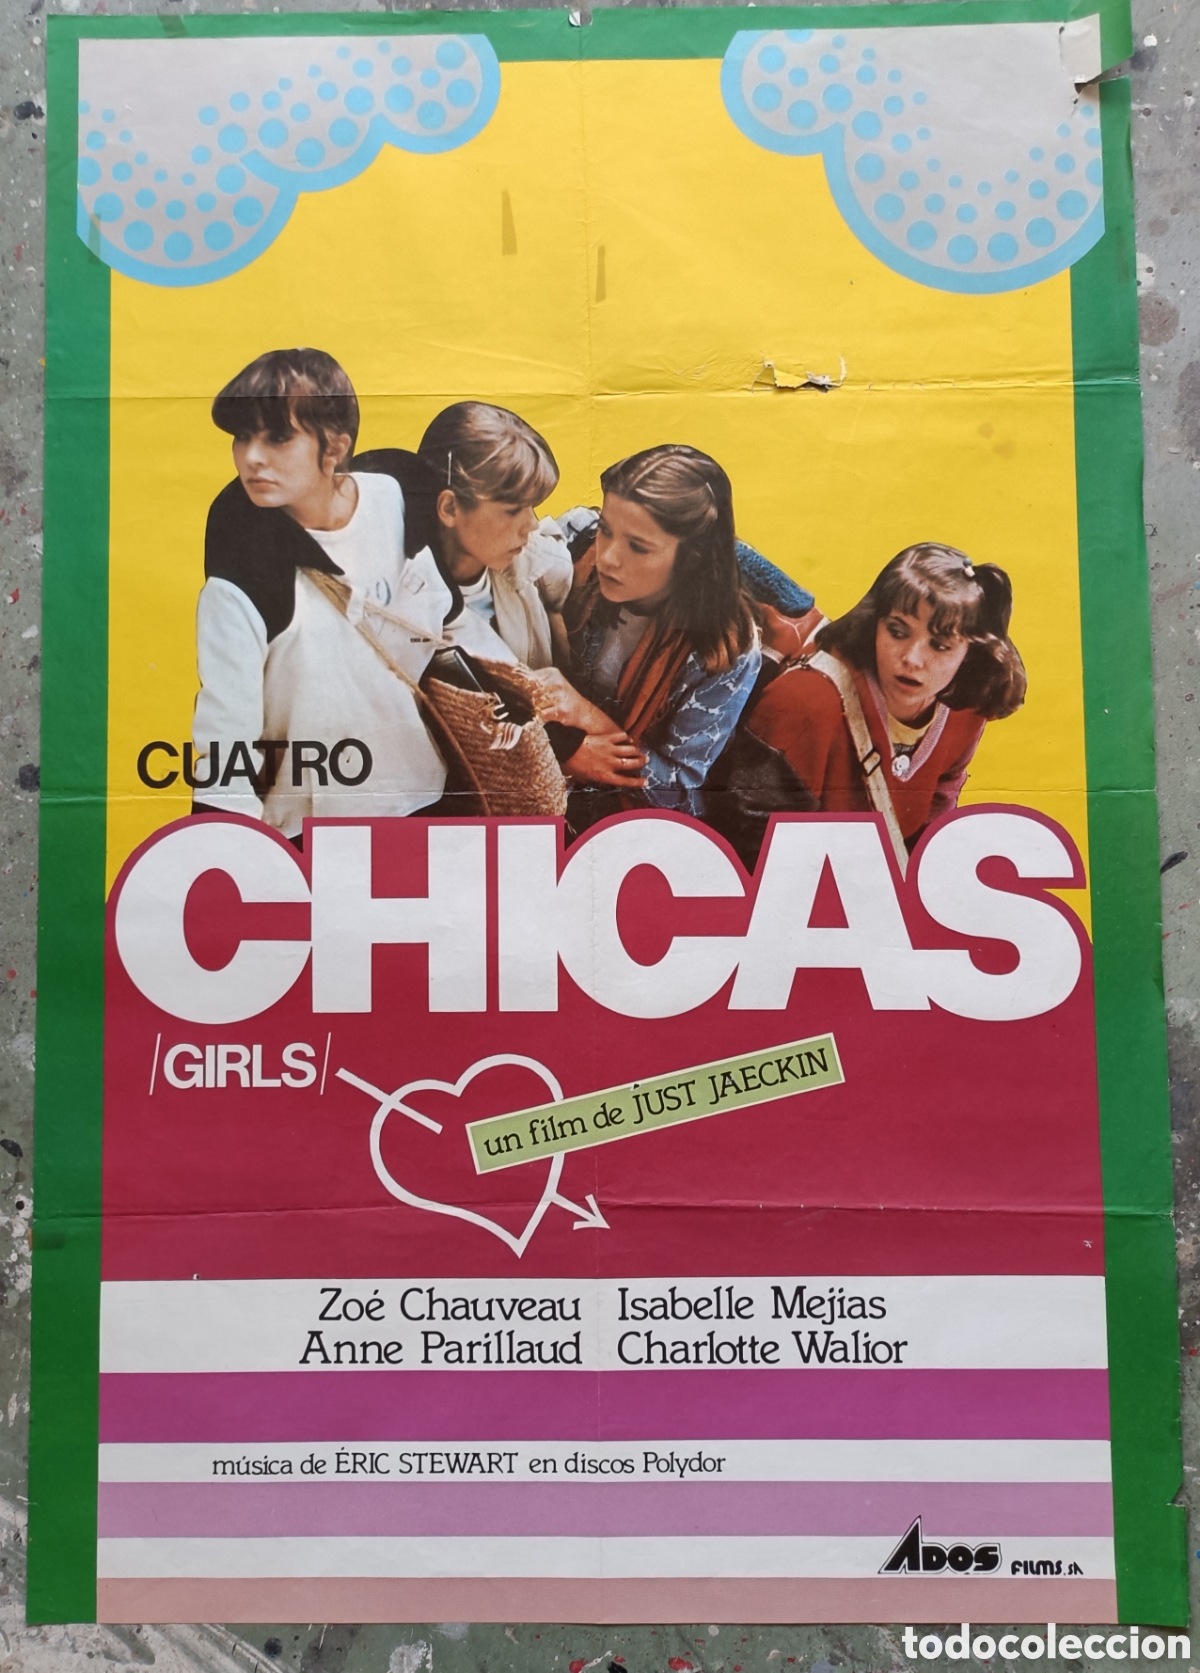 CUATRO
CHICAS
/GIRLS/
un film de JUST JAECKIN
Zoé Chauveau Isabelle Mejias
Anne Parillaud Charlotte Walior
música de ÉRIC STEWART en discos Polydor
ADOS FILMS.SA
todocoleccion